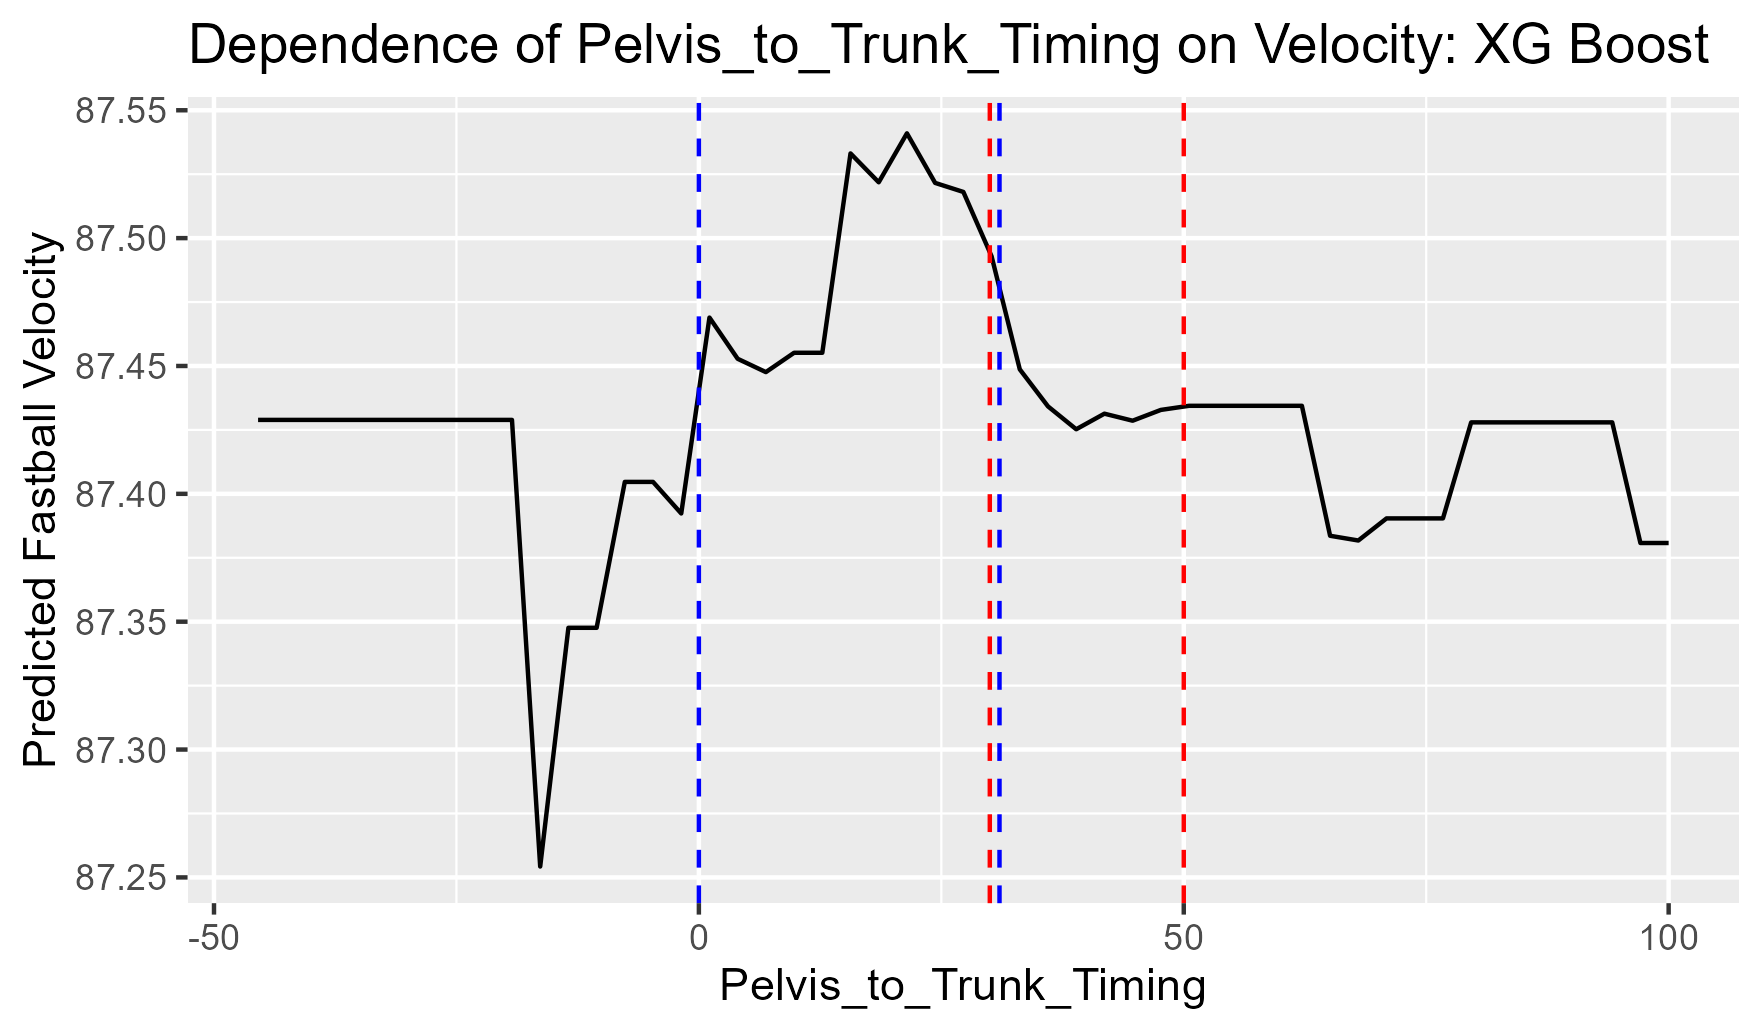 Dependence of Pelvis_to_Trunk_Timing on Velocity: XG Boost
Predicted Fastball Velocity
87.55
87.50
87.45
87.40
87.35
87.30
87.25
-50 0 50 100
Pelvis_to_Trunk_Timing